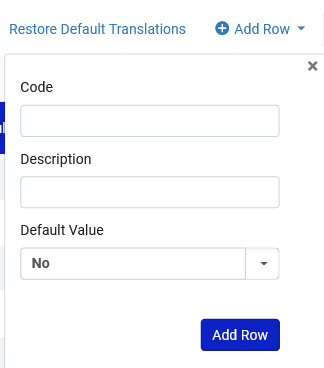 Restore Default Translations
Add Row
Code
Description
Default Value
No
Add Row